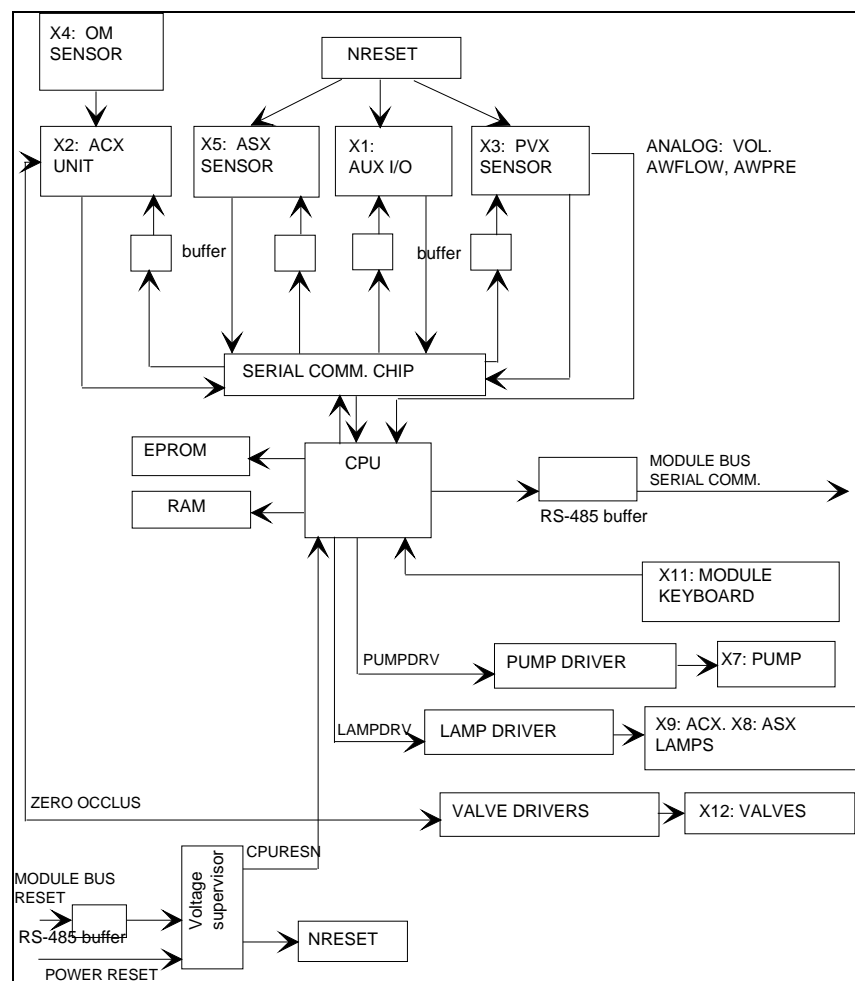 X4: OM
SENSOR
NRESET
X2: ACX
UNIT
X5: ASX
SENSOR
X1:
AUX I/O
X3: PVX
SENSOR
ANALOG: VOL.
AWFLOW, AWPRE
buffer
buffer
SERIAL COMM. CHIP
EPROM
CPU
RAM
MODULE BUS
SERIAL COMM.
RS-485 buffer
X11: MODULE
KEYBOARD
PUMPDRV
PUMP DRIVER
X7: PUMP
LAMPDRV
LAMP DRIVER
X9: ACX. X8: ASX
LAMPS
ZERO OCCLUS
VALVE DRIVERS
X12: VALVES
CPURESN
MODULE BUS
RESET
RS-485 buffer
Voltage
supervisor
NRESET
POWER RESET